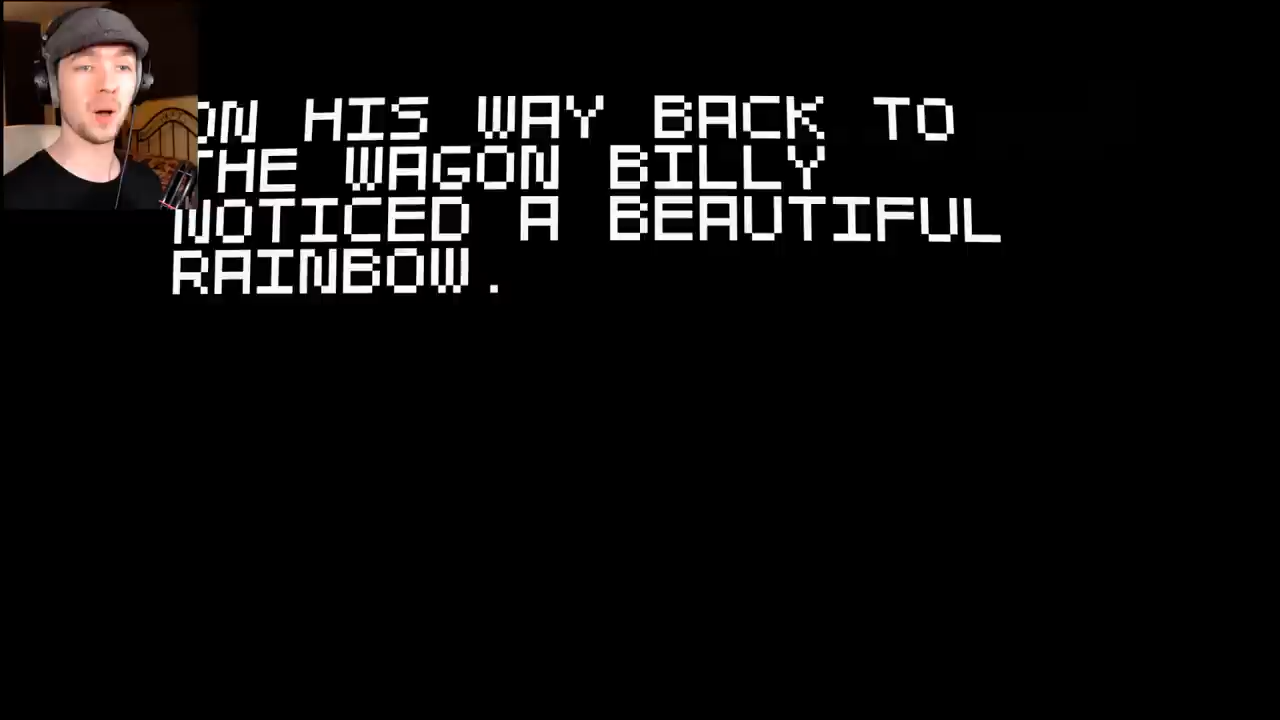 ON HIS WAY BACK TO
THE WAGON BILLY
NOTICED A BEAUTIFUL
RAINBOW.